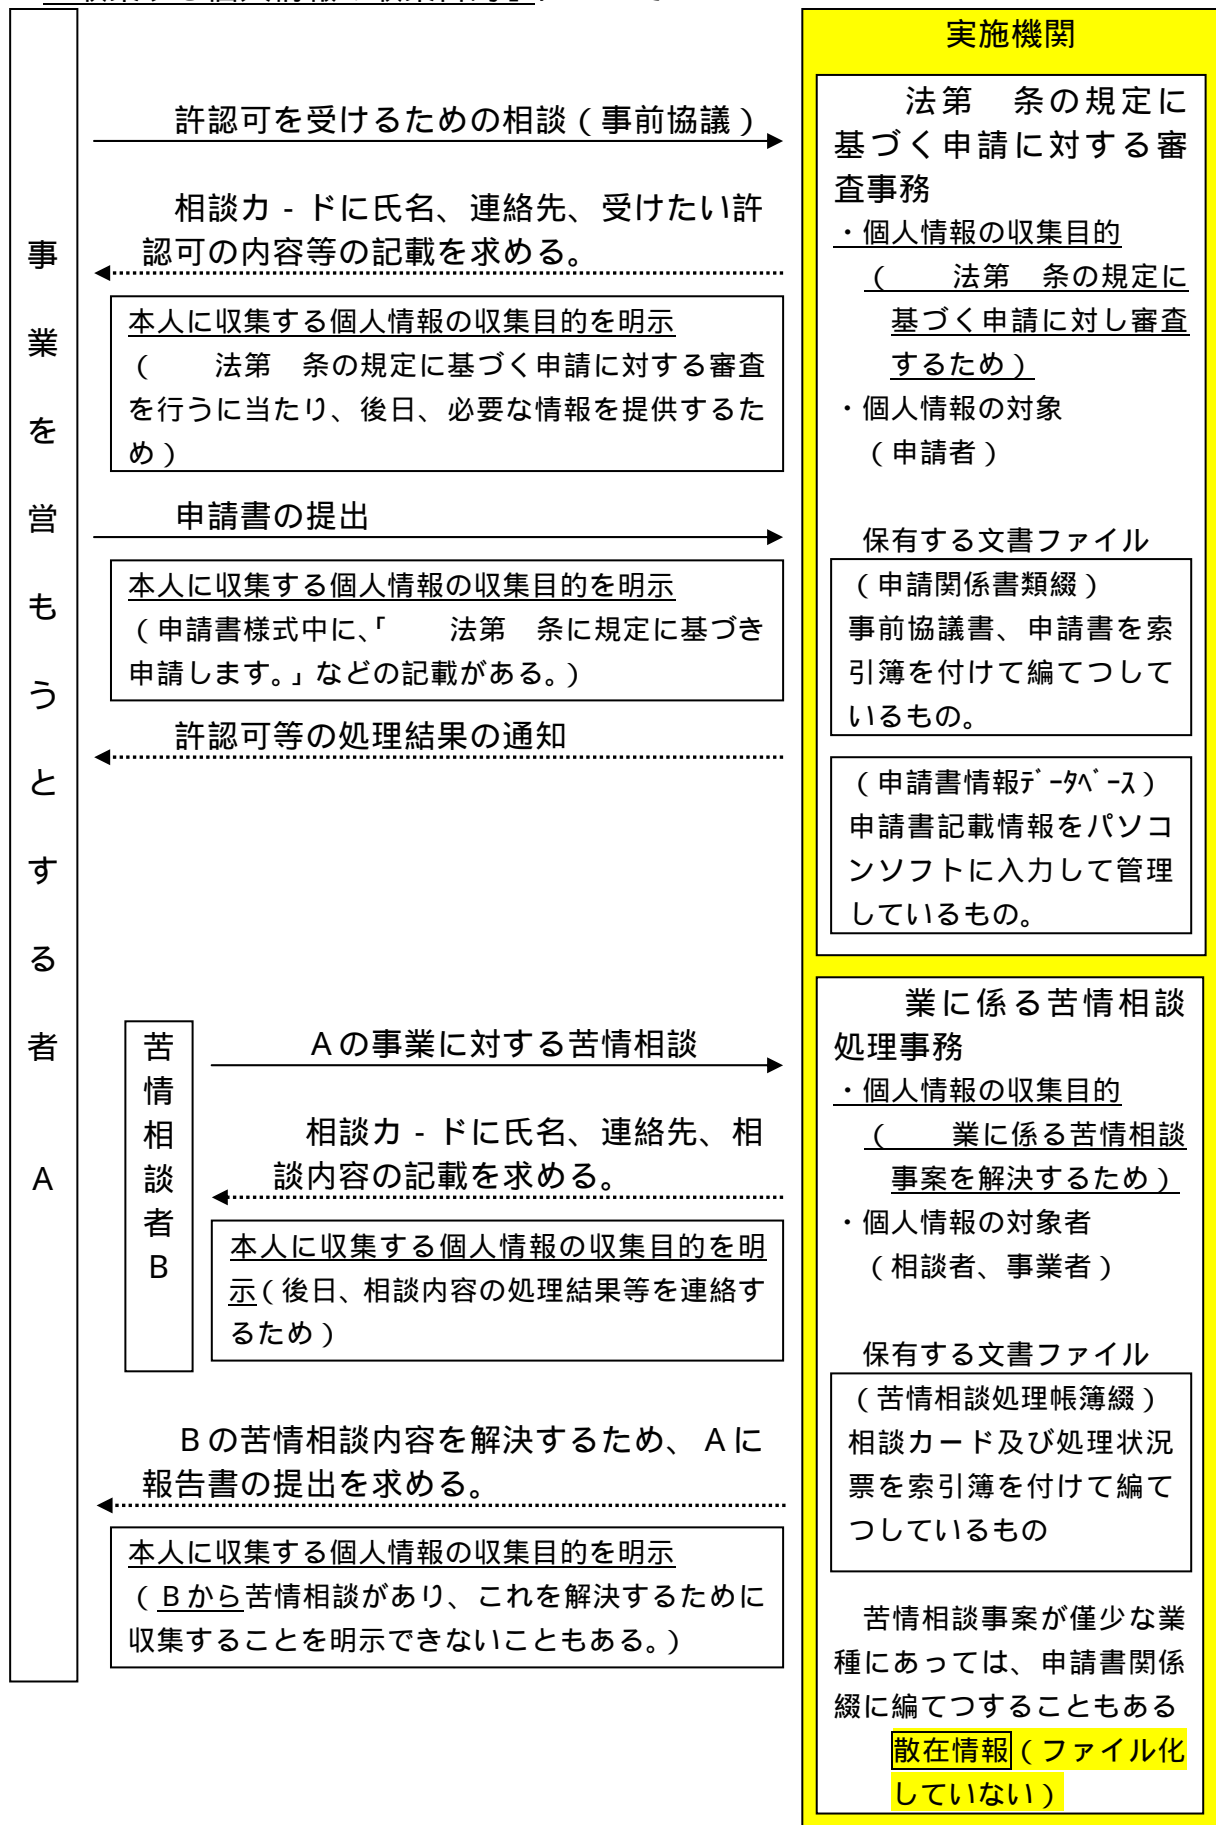 事業を営もうとする者 A
許認可を受けるための相談（事前協議）
相談カ‐ドに氏名、連絡先、受けたい許
認可の内容等の記載を求める。
本人に収集する個人情報の収集目的を明示
（　　法第　条の規定に基づく申請に対する審査
を行うに当たり、後日、必要な情報を提供するた
め）
申請書の提出
本人に収集する個人情報の収集目的を明示
（申請書様式中に、「　　法第　条に規定に基づき
申請します。」などの記載がある。）
許認可等の処理結果の通知
苦情相談者B
Aの事業に対する苦情相談
相談カ‐ドに氏名、連絡先、相
談内容の記載を求める。
本人に収集する個人情報の収集目的を明
示（後日、相談内容の処理結果等を連絡す
るため）
Bの苦情相談内容を解決するため、Aに
報告書の提出を求める。
本人に収集する個人情報の収集目的を明示
（Bから苦情相談があり、これを解決するために
収集することを明示できないこともある。）
実施機関
法第　条の規定に
基づく申請に対する審
査事務
・個人情報の収集目的
（　　法第　条の規定に
基づく申請に対し審査
するため）
・個人情報の対象
（申請者）
保有する文書ファイル
（申請関係書類綴）
事前協議書、申請書を索
引簿を付けて編てつして
いるもの。
（申請書情報ﾃﾞｰﾀﾍﾞｰｽ）
申請書記載情報をパソコ
ンソフトに入力して管理
しているもの。
業に係る苦情相談
処理事務
・個人情報の収集目的
（　　業に係る苦情相談
事案を解決するため）
・個人情報の対象者
（相談者、事業者）
保有する文書ファイル
（苦情相談処理帳簿綴）
相談カード及び処理状況
票を索引簿を付けて編て
つしているもの
苦情相談事案が僅少な業
種にあっては、申請書関係
綴に編てつすることもある
散在情報（ファイル化
していない）